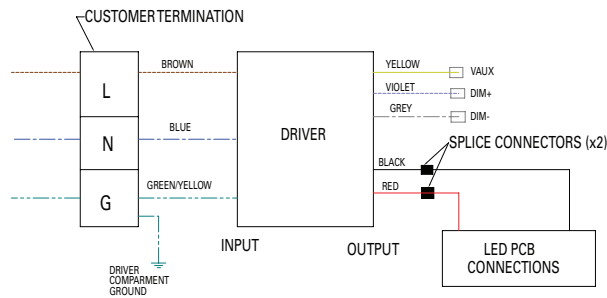 CUSTOMER TERMINATION
L
BROWN
N
BLUE
G
GREEN/YELLOW
DRIVER
COMPARMENT
GROUND
INPUT
DRIVER
OUTPUT
YELLOW
VAUX
VIOLET
DIM+
GREY
DIM-
SPLICE CONNECTORS (x2)
BLACK
RED
LED PCB
CONNECTIONS